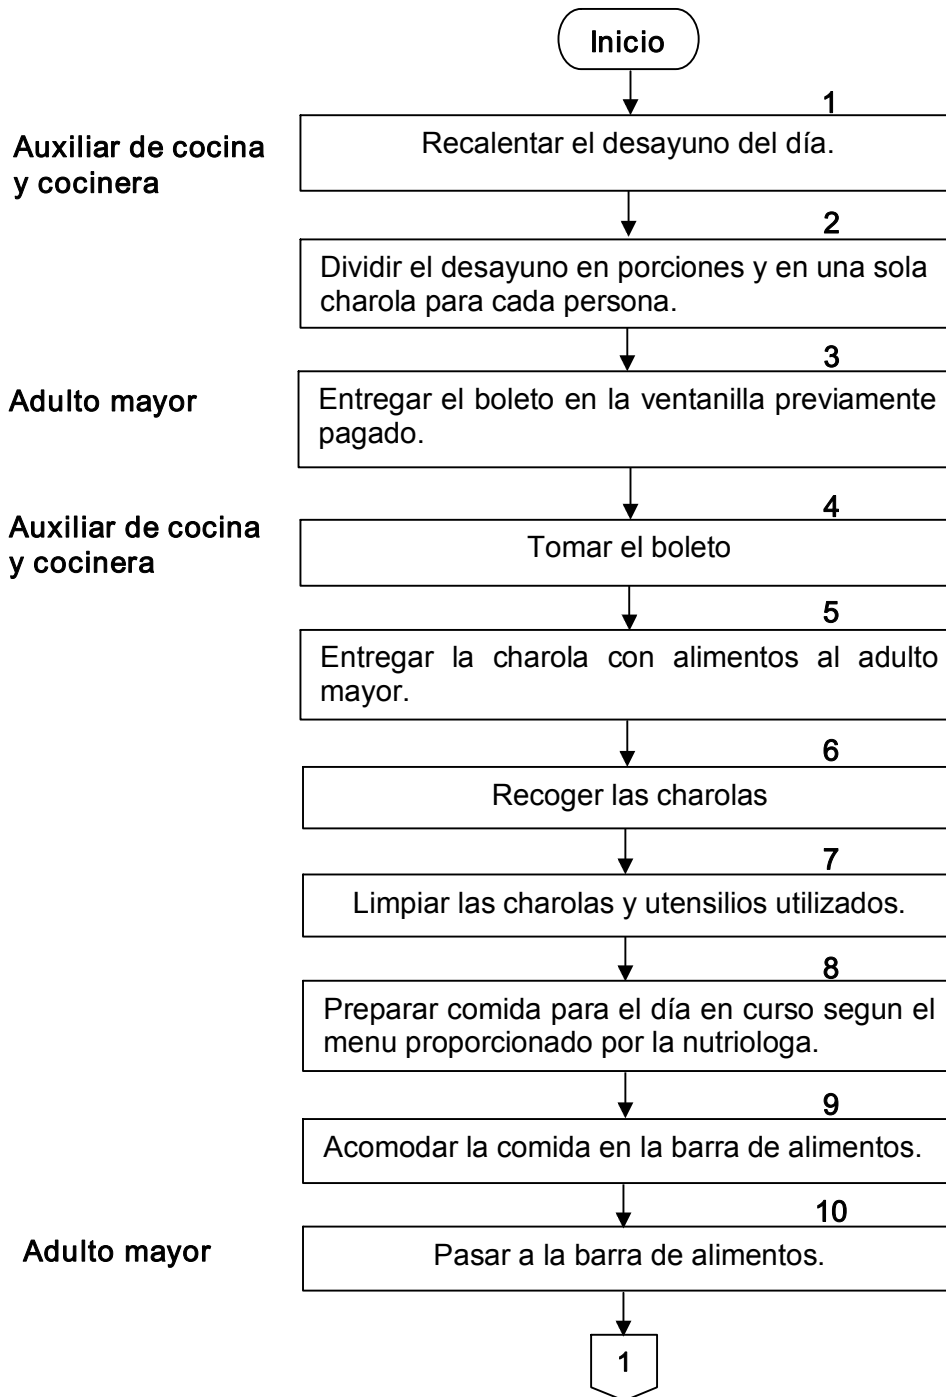 Inicio
1
Auxiliar de cocina
y cocinera
Recalentar el desayuno del día.
2
Dividir el desayuno en porciones y en una sola
charola para cada persona.
3
Adulto mayor
Entregar el boleto en la ventanilla previamente
pagado.
4
Auxiliar de cocina
y cocinera
Tomar el boleto
5
Entregar la charola con alimentos al adulto
mayor.
6
Recoger las charolas
7
Limpiar las charolas y utensilios utilizados.
8
Preparar comida para el día en curso segun el
menu proporcionado por la nutriologa.
9
Acomodar la comida en la barra de alimentos.
10
Adulto mayor
Pasar a la barra de alimentos.
1